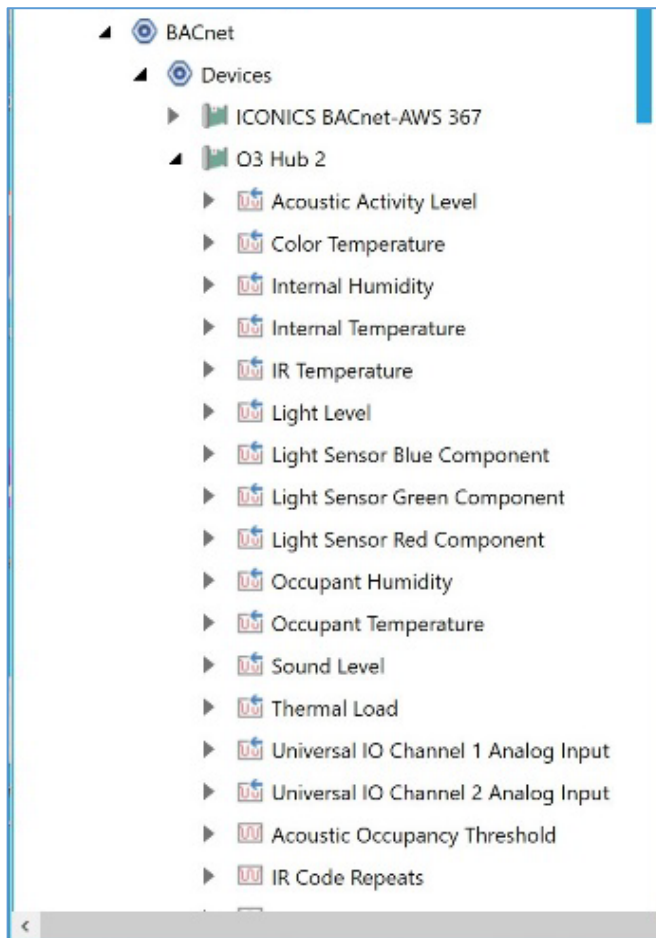 BACnet
Devices
ICONICS BACnet-AWS 367
O3 Hub 2
Acoustic Activity Level
Color Temperature
Internal Humidity
Internal Temperature
IR Temperature
Light Level
Light Sensor Blue Component
Light Sensor Green Component
Light Sensor Red Component
Occupant Humidity
Occupant Temperature
Sound Level
Thermal Load
Universal IO Channel 1 Analog Input
Universal IO Channel 2 Analog Input
Acoustic Occupancy Threshold
IR Code Repeats